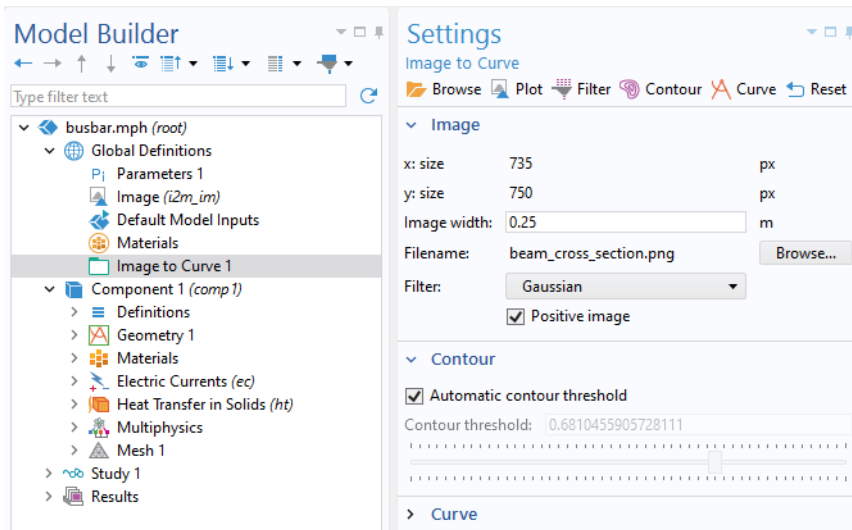 Model Builder
Type filter text
busbar.mph (root)
Global Definitions
Pi Parameters 1
Image (i2m_im)
Default Model Inputs
Materials
Image to Curve 1
Component 1 (comp1)
Definitions
Geometry 1
Materials
Electric Currents (ec)
Heat Transfer in Solids (ht)
Multiphysics
Mesh 1
Study 1
Results
Settings
Image to Curve
Browse Plot Filter Contour Curve Reset
Image
x: size 735 px
y: size 750 px
Image width: 0.25 m
Filename: beam_cross_section.png Browse...
Filter: Gaussian
Positive image
Contour
Automatic contour threshold
Contour threshold: 0.6810455905728111
Curve